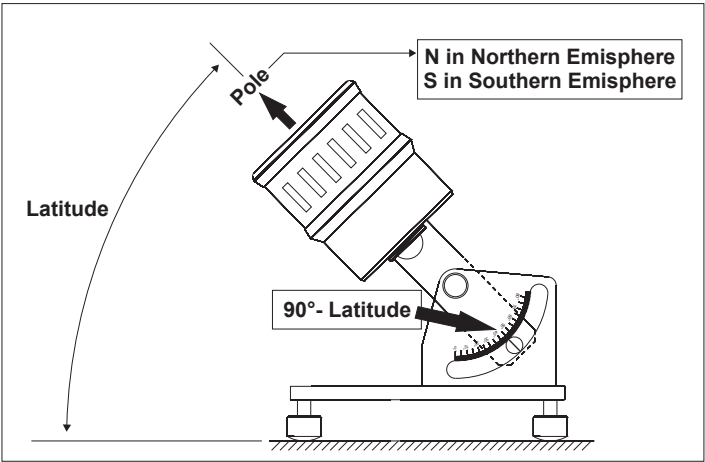 Pole
N in Northern Emisphere
S in Southern Emisphere
Latitude
90°- Latitude